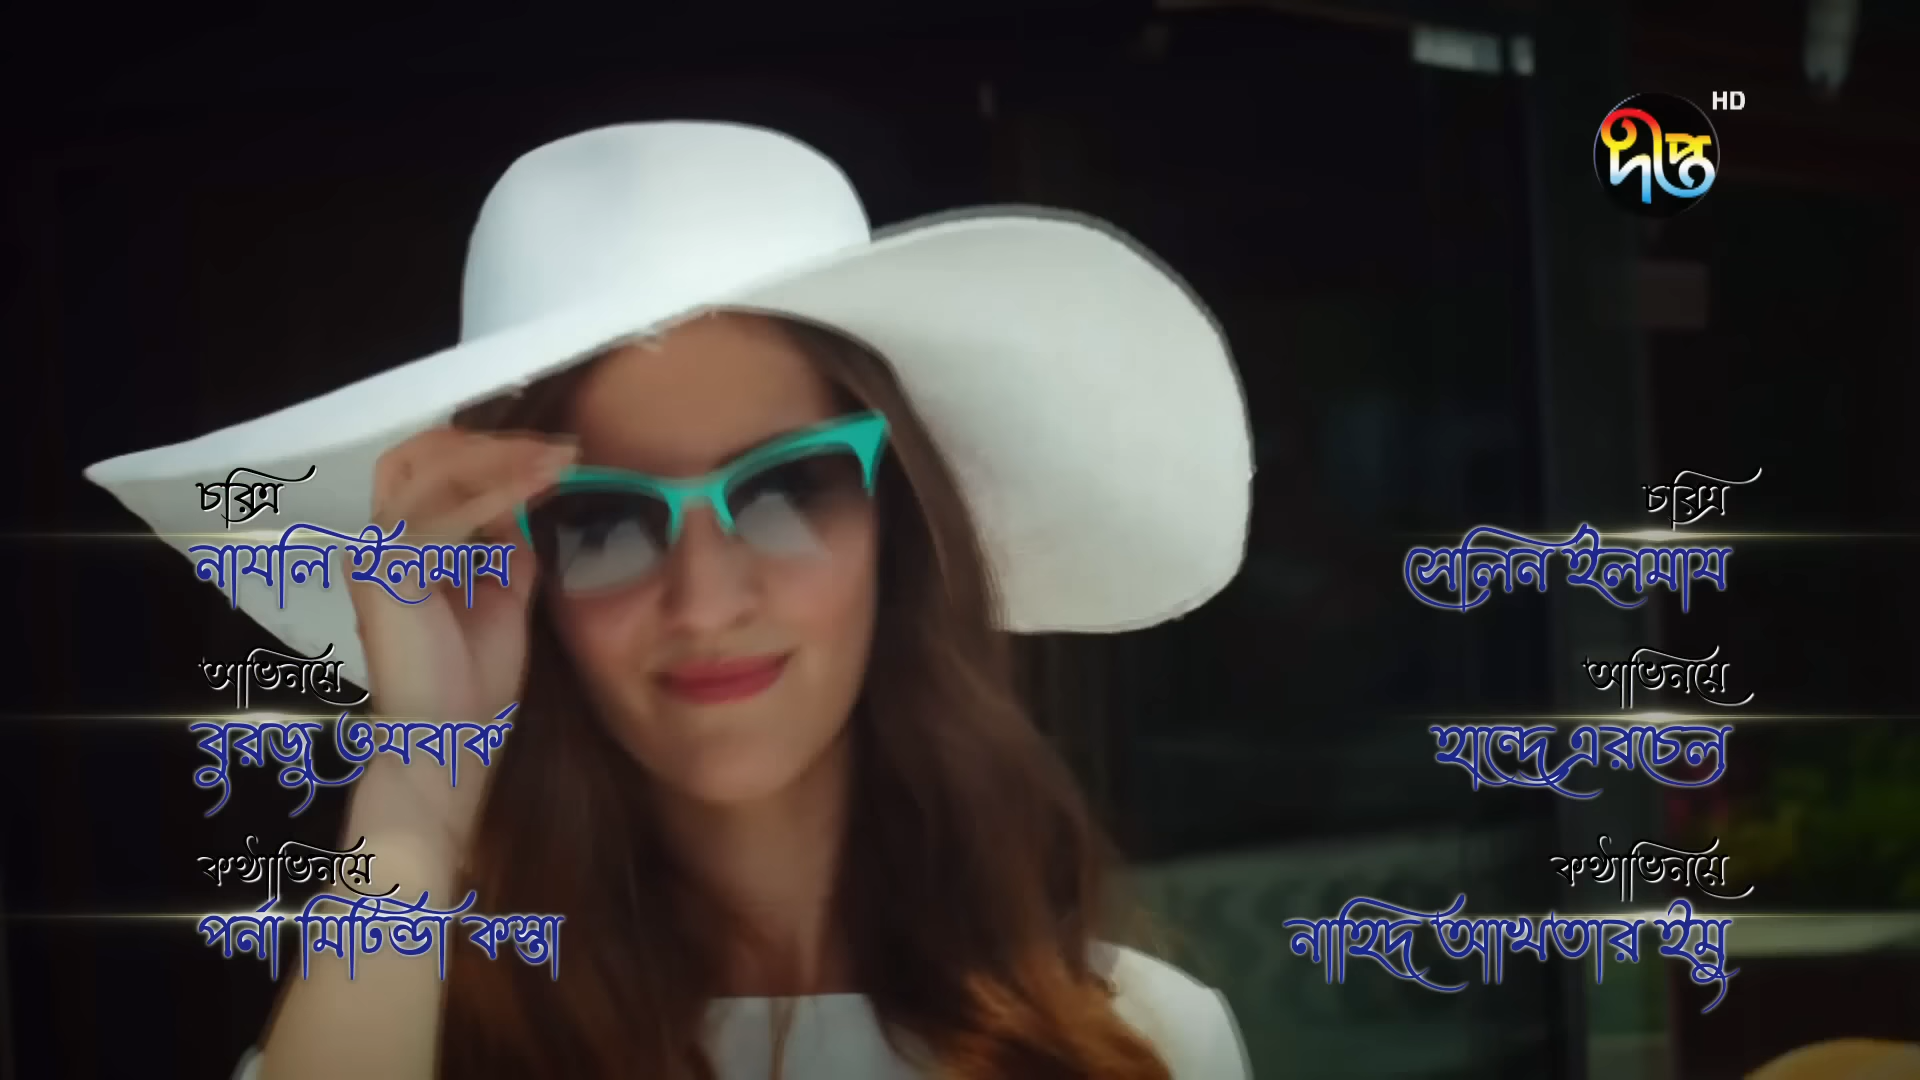 HD
দীপ্ত
চরিত্র
নাযলি ইলমায
অভিনয়ে
বুরজু ওযবার্ক
কণ্ঠাভিনয়ে
পর্না মিটিল্ডা কস্তা
চরিত্র
সেলিন ইলমায
অভিনয়ে
হান্দে এরচেল
কণ্ঠাভিনয়ে
নাহিদ আখতার ইমু